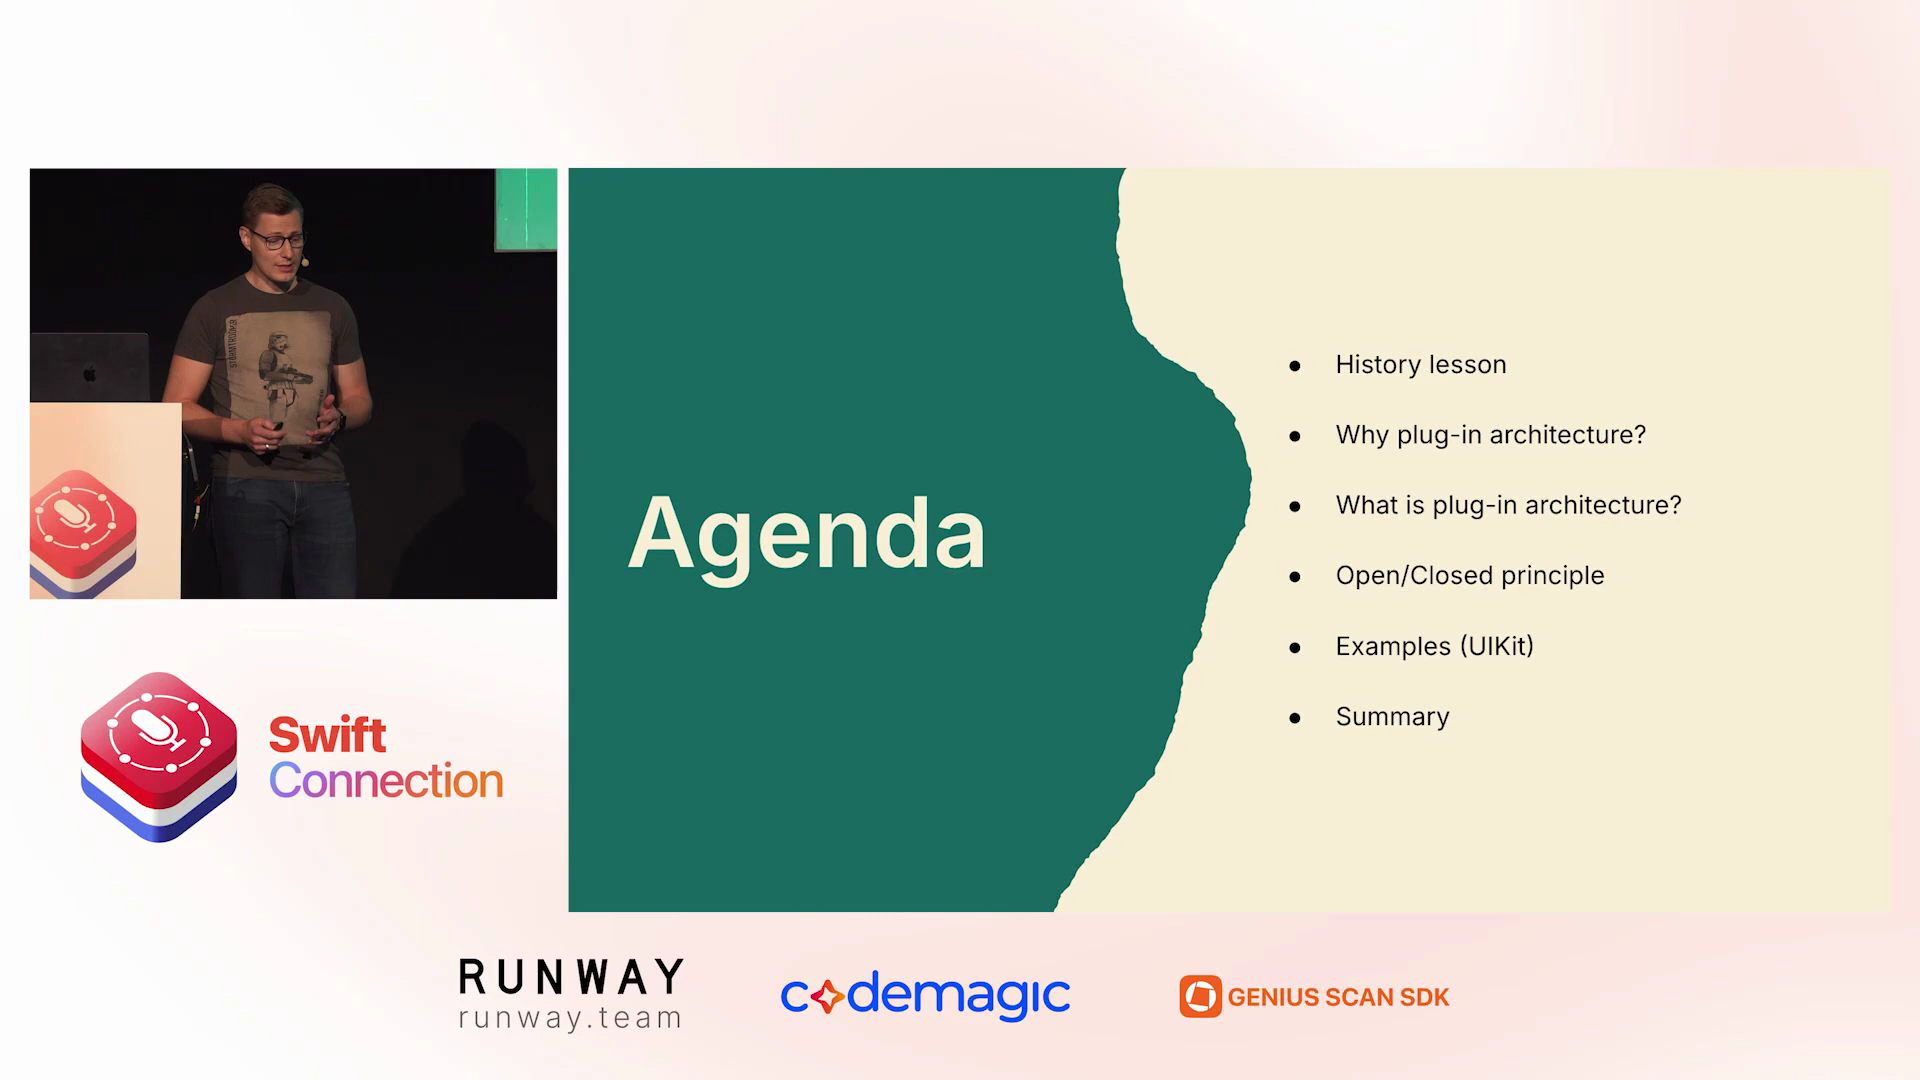 STORMTROOPER
Agenda
● History lesson
● Why plug-in architecture?
● What is plug-in architecture?
● Open/Closed principle
● Examples (UIKit)
● Summary
Swift
Connection
RUNWAY
runway.team
codemagic
GENIUS SCAN SDK